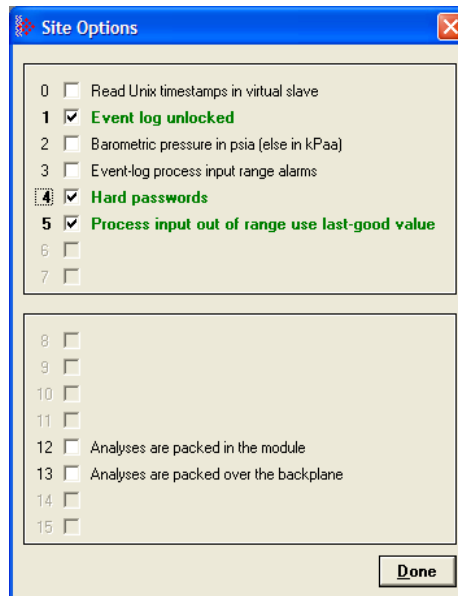 Site Options
0 Read Unix timestamps in virtual slave
1 Event log unlocked
2 Barometric pressure in psia (else in kPaa)
3 Event-log process input range alarms
4 Hard passwords
5 Process input out of range use last-good value
6
7
8
9
10
11
12 Analyses are packed in the module
13 Analyses are packed over the backplane
14
15
Done